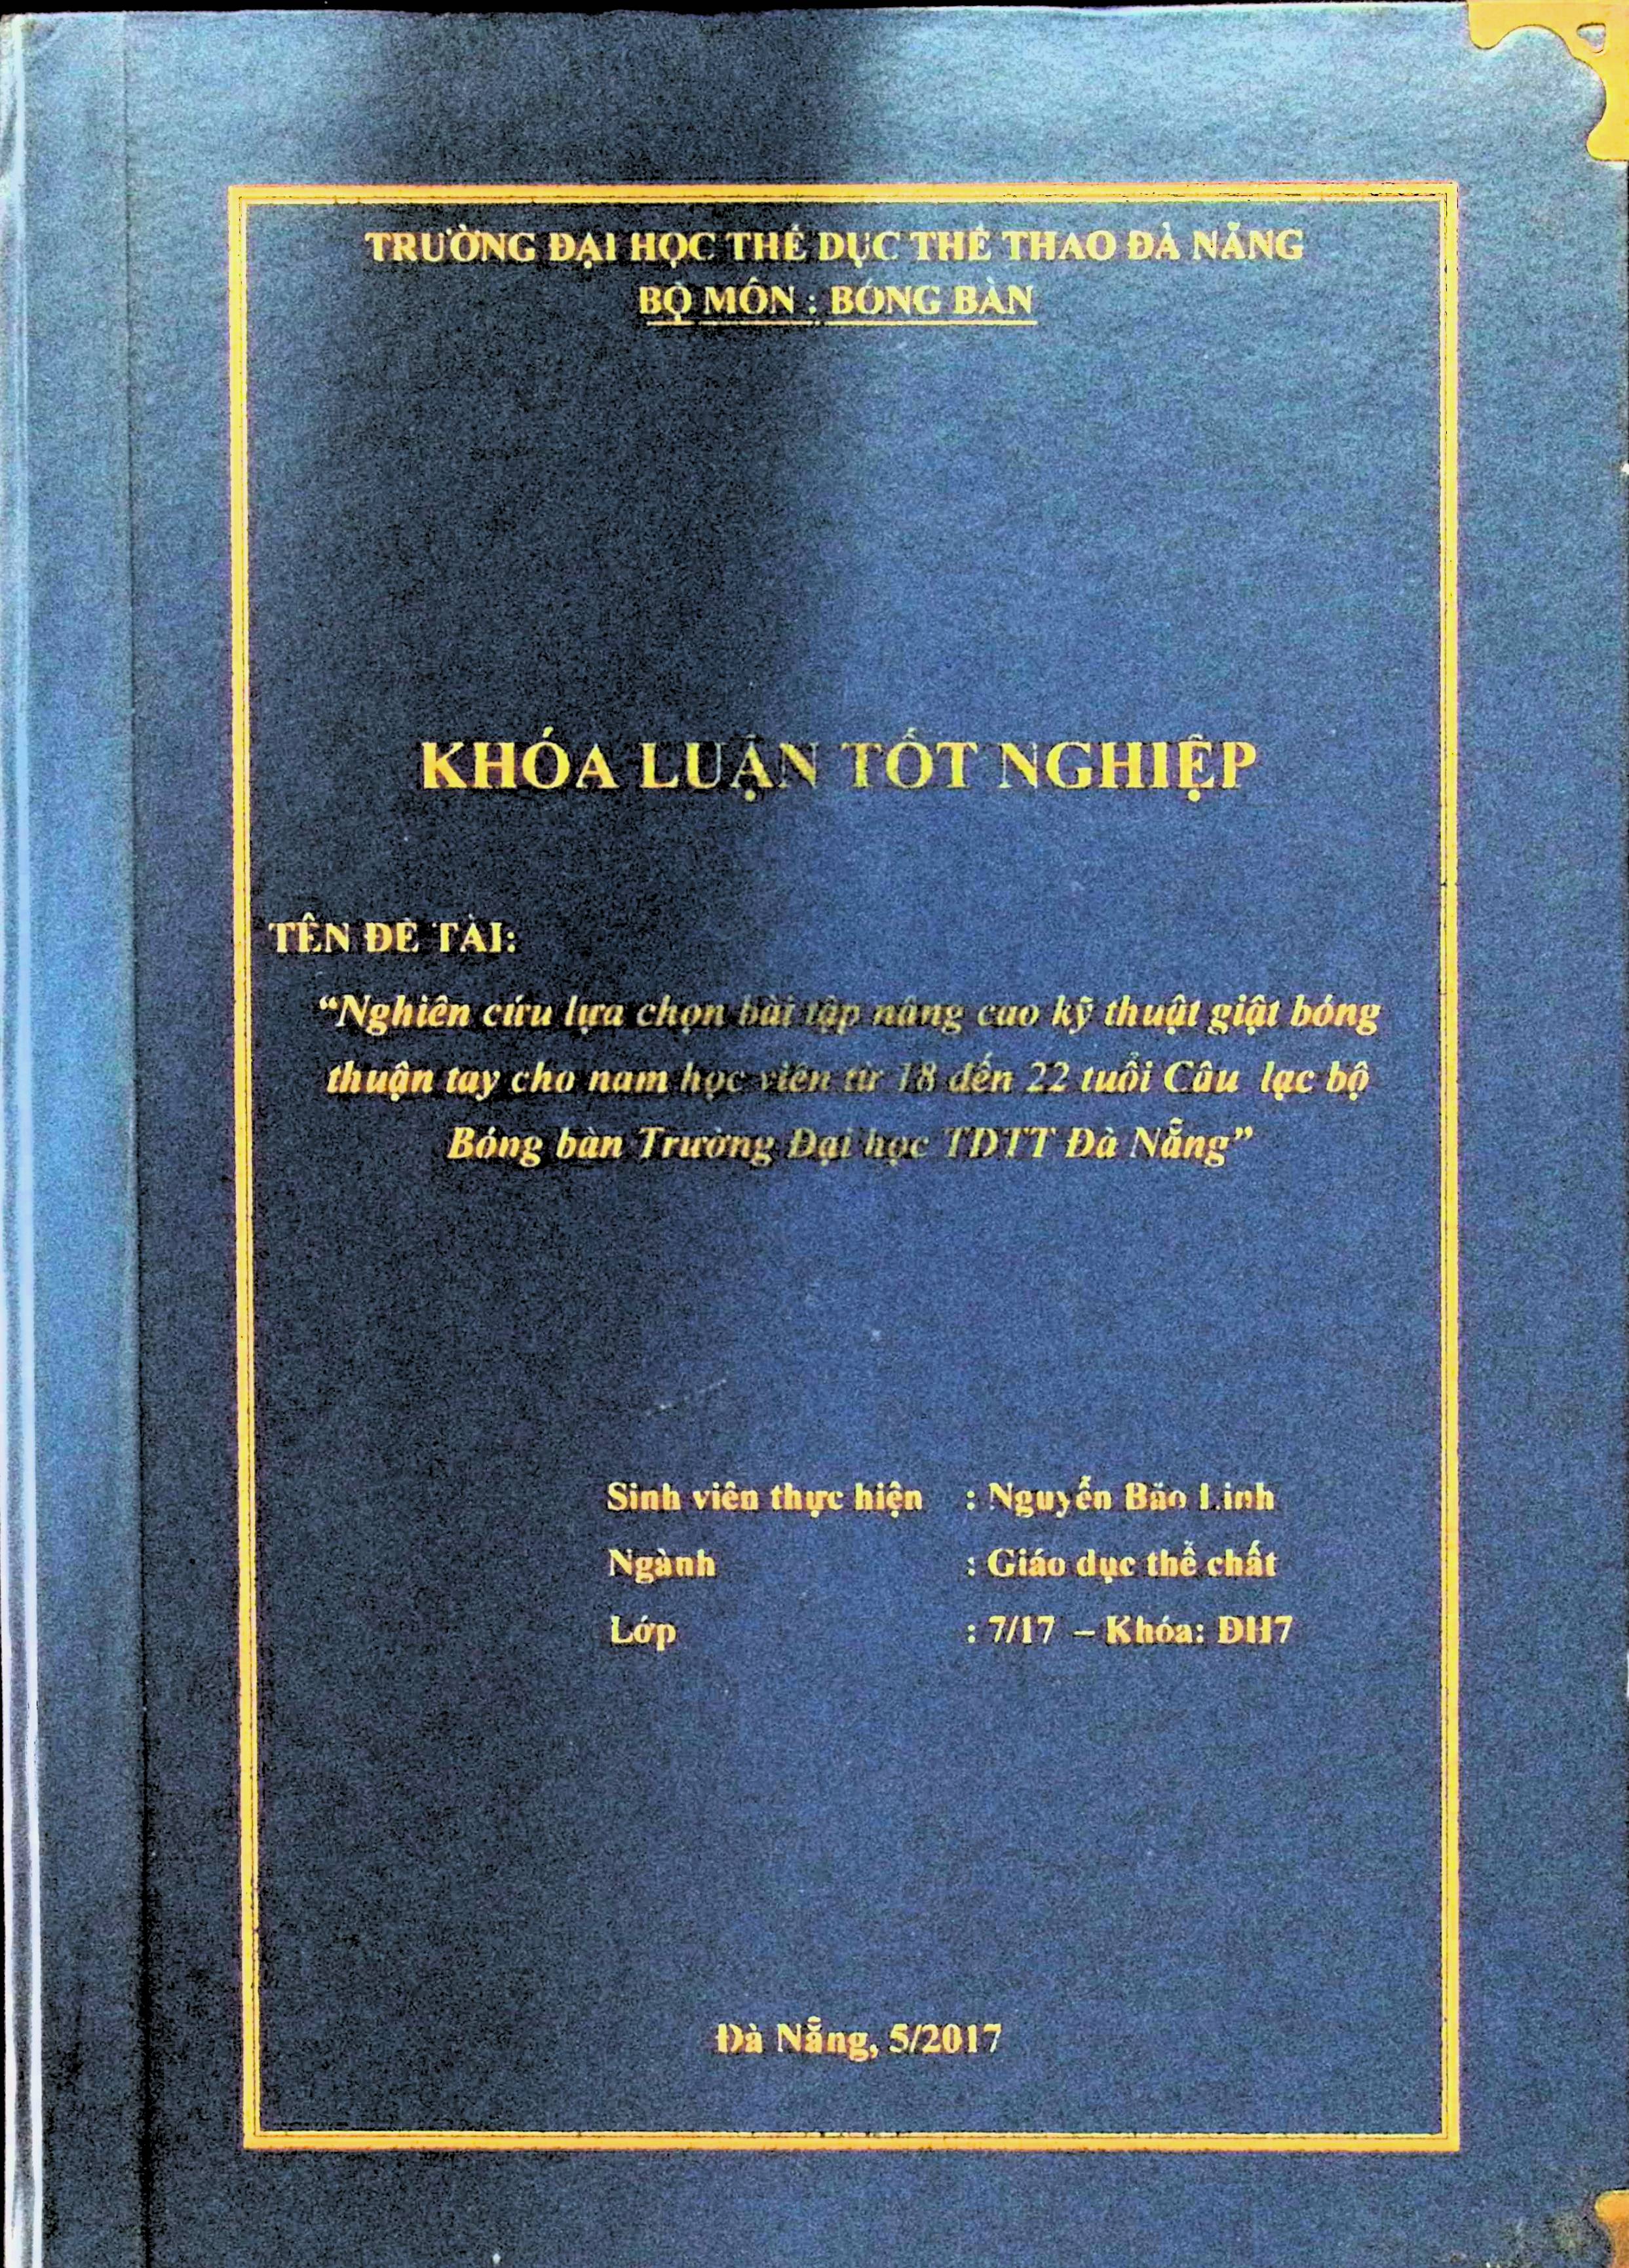 TRƯỜNG ĐẠI HỌC THỂ DỤC THỂ THAO ĐÀ NẴNG
BỘ MÔN : BÓNG BÀN
KHÓA LUẬN TỐT NGHIỆP
TÊN ĐỀ TÀI:
“Nghiên cứu lựa chọn bài tập nâng cao kỹ thuật giật bóng
thuận tay cho nam học viên từ 18 đến 22 tuổi Câu lạc bộ
Bóng bàn Trường Đại học TDTT Đà Nẵng”
Sinh viên thực hiện : Nguyễn Bảo Linh
Ngành : Giáo dục thể chất
Lớp : 7/17 – Khóa: ĐH7
Đà Nẵng, 5/2017